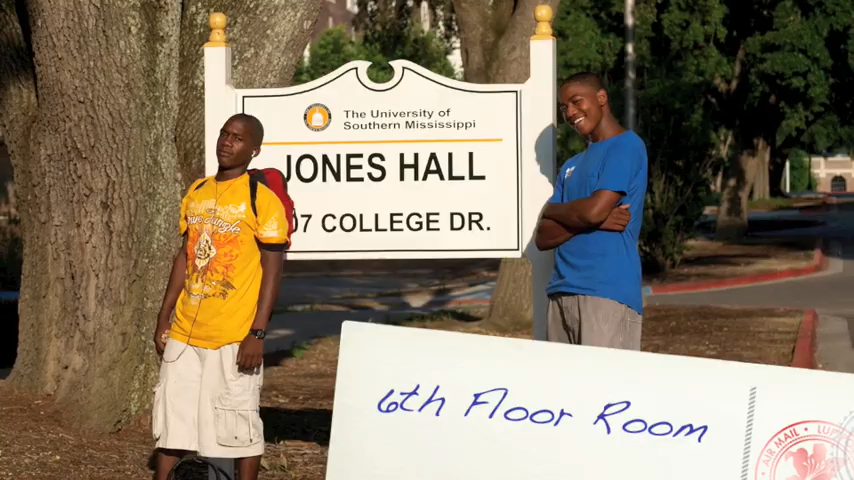 The University of
Southern Mississippi
JONES HALL
07 COLLEGE DR.
6th Floor Room
AIR MAIL